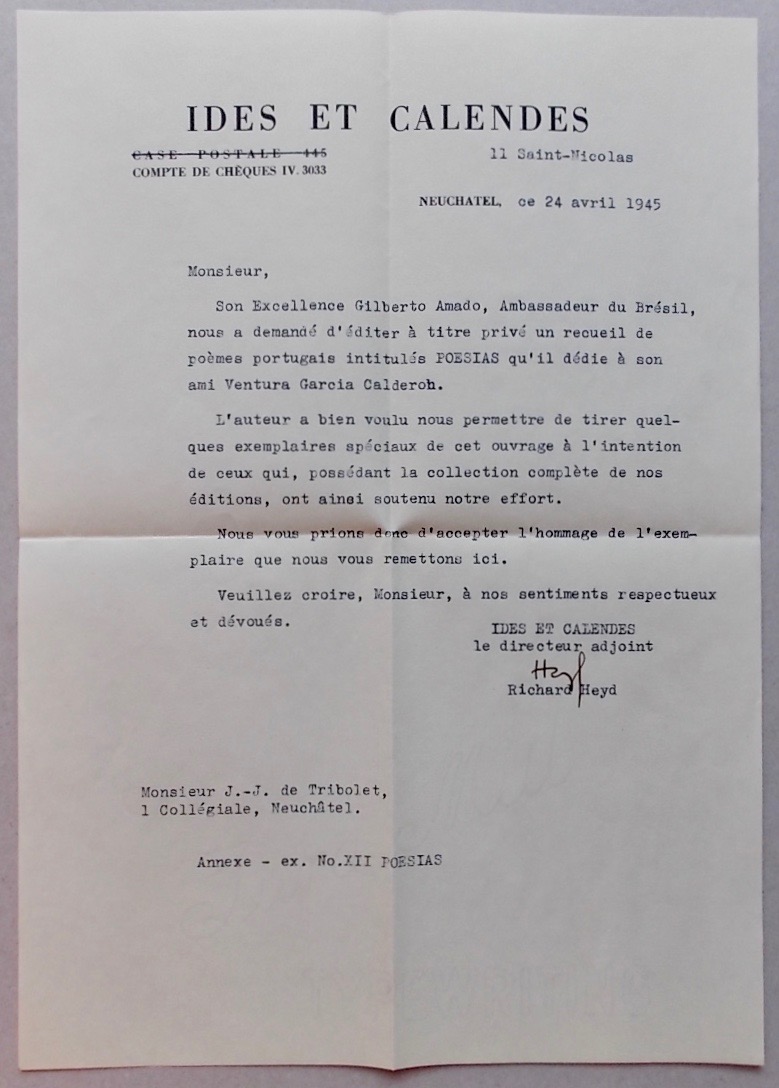 IDES ET CALENDES
CASE POSTALE 445
COMPTE DE CHÈQUES IV. 3033
11 Saint-Nicolas
NEUCHATEL, ce 24 avril 1945
Monsieur,
Son Excellence Gilberto Amado, Ambassadeur du Brésil,
nous a demandé d'éditer à titre privé un recueil de
poèmes portugais intitulés POESIAS qu'il dédie à son
ami Ventura Garcia Calderoh.
L'auteur a bien voulu nous permettre de tirer quel-
ques exemplaires spéciaux de cet ouvrage à l'intention
de ceux qui, possédant la collection complète de nos
éditions, ont ainsi soutenu notre effort.
Nous vous prions donc d'accepter l'hommage de l'exem-
plaire que nous vous remettons ici.
Veuillez croire, Monsieur, à nos sentiments respectueux
et dévoués.
IDES ET CALENDES
le directeur adjoint
Heyd
Richard Heyd
Monsieur J.-J. de Tribolet,
1 Collégiale, Neuchâtel.
Annexe - ex. No.XII POESIAS